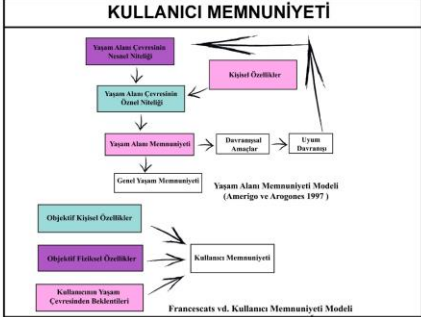 KULLANICI MEMNUNİYETİ
Yaşam Alanı Çevresinin
Nesnel Niteliği
Kişisel Özellikler
Yaşam Alanı Çevresinin
Öznel Niteliği
Yaşam Alanı Memnuniyeti
Davranışsal
Amaçlar
Uyum
Davranışı
Genel Yaşam Memnuniyeti
Yaşam Alanı Memnuniyeti Modeli
(Amerigo ve Arogones 1997 )
Objektif Kişisel Özellikler
Objektif Fiziksel Özellikler
Kullanıcı Memnuniyeti
Kullanıcının Yaşam
Çevresinden Beklentileri
Francescats vd. Kullanıcı Memnuniyeti Modeli